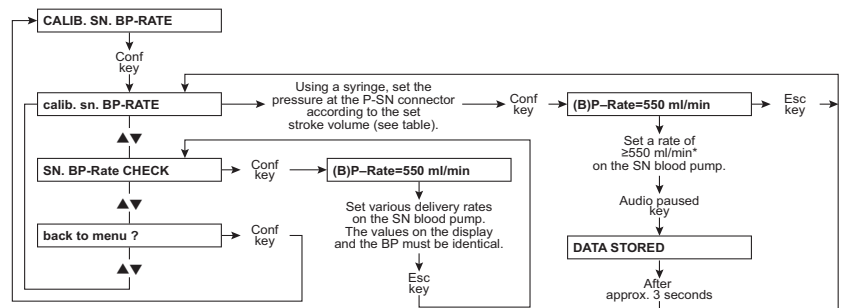 CALIB. SN. BP-RATE
Conf
key
calib. sn. BP-RATE
Using a syringe, set the
pressure at the P-SN connector
according to the set
stroke volume (see table).
Conf
key
(B)P–Rate=550 ml/min
Esc
key
▲▼
Set a rate of
≥550 ml/min*
on the SN blood pump.
SN. BP-Rate CHECK
Conf
key
(B)P–Rate=550 ml/min
Audio paused
key
▲▼
Set various delivery rates
on the SN blood pump.
The values on the display
and the BP must be identical.
back to menu ?
Conf
key
DATA STORED
▲▼
Esc
key
After
approx. 3 seconds